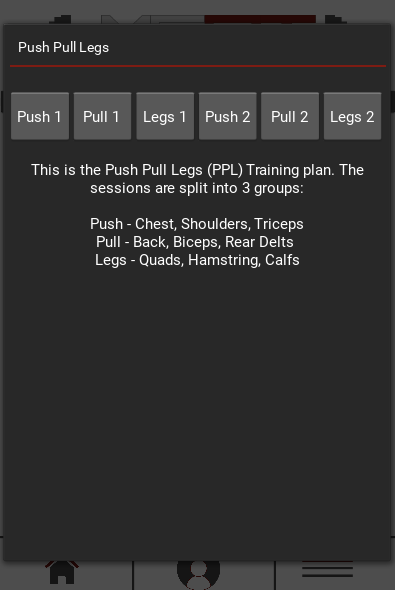 Push Pull Legs
Push 1
Pull 1
Legs 1
Push 2
Pull 2
Legs 2
This is the Push Pull Legs (PPL) Training plan. The
sessions are split into 3 groups:
Push - Chest, Shoulders, Triceps
Pull - Back, Biceps, Rear Delts
Legs - Quads, Hamstring, Calfs